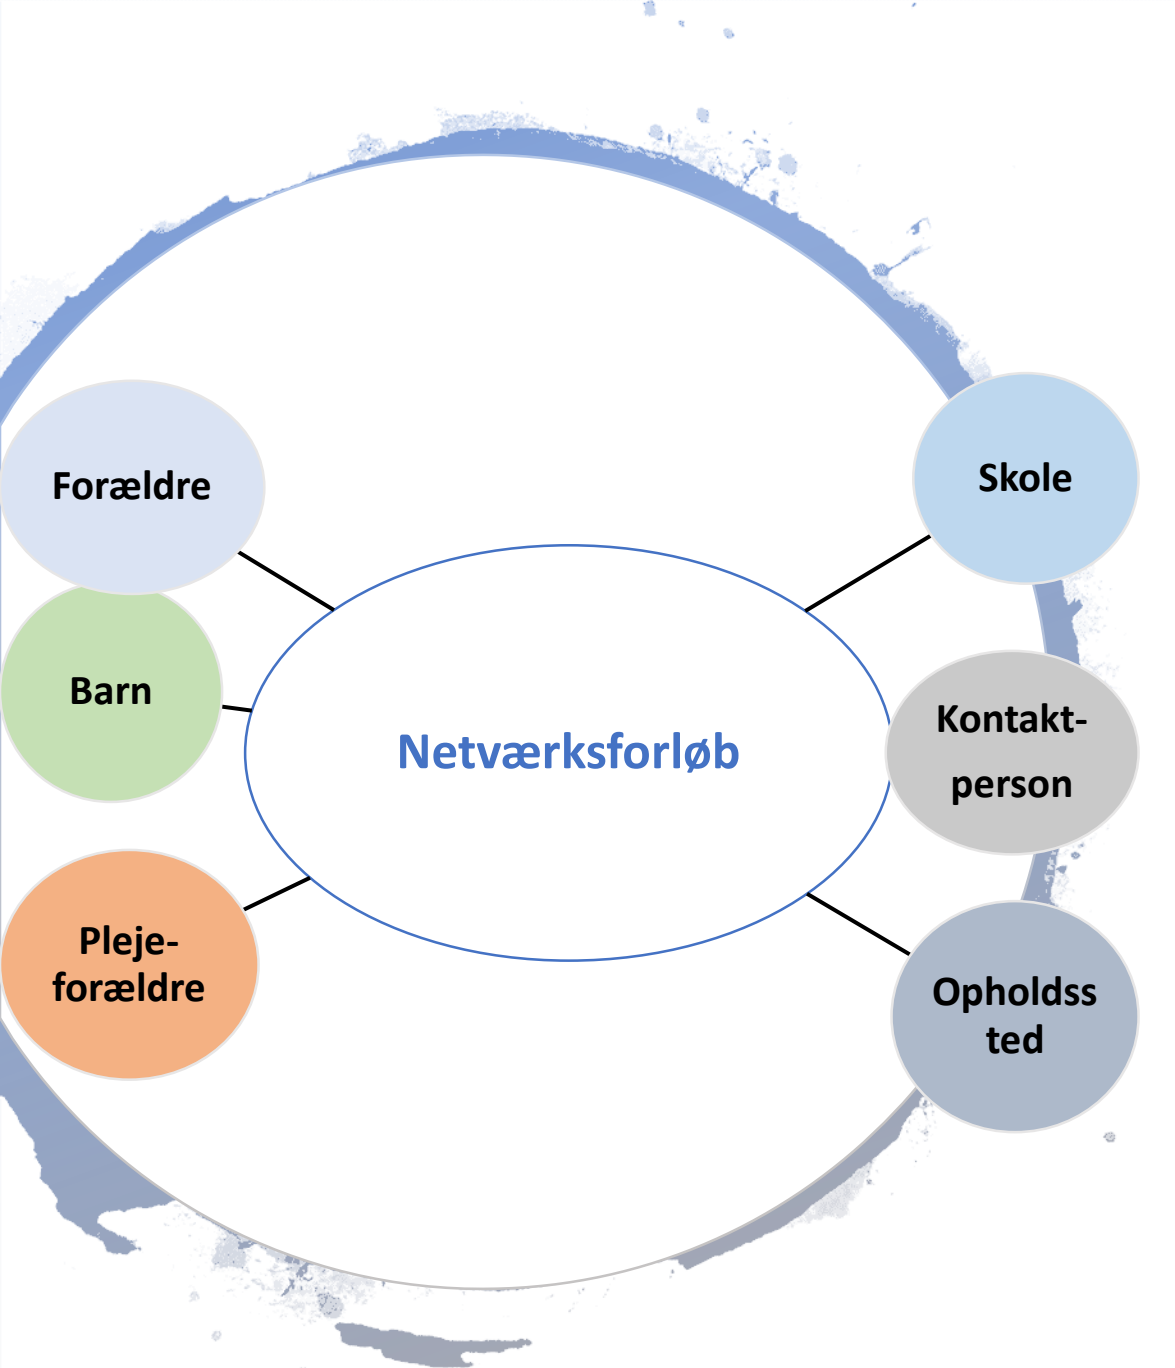 Forældre
Skole
Barn
Kontakt-
person
Netværksforløb
Pleje-
forældre
Opholdss
ted